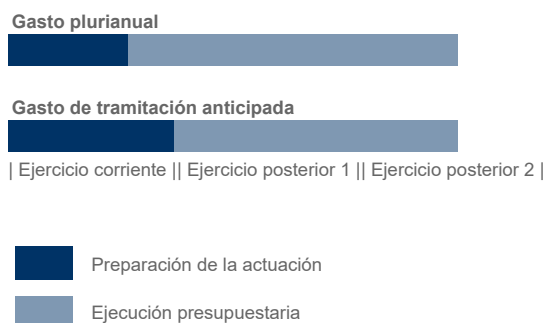 Gasto plurianual
Gasto de tramitación anticipada
| Ejercicio corriente || Ejercicio posterior 1 || Ejercicio posterior 2 |
Preparación de la actuación
Ejecución presupuestaria